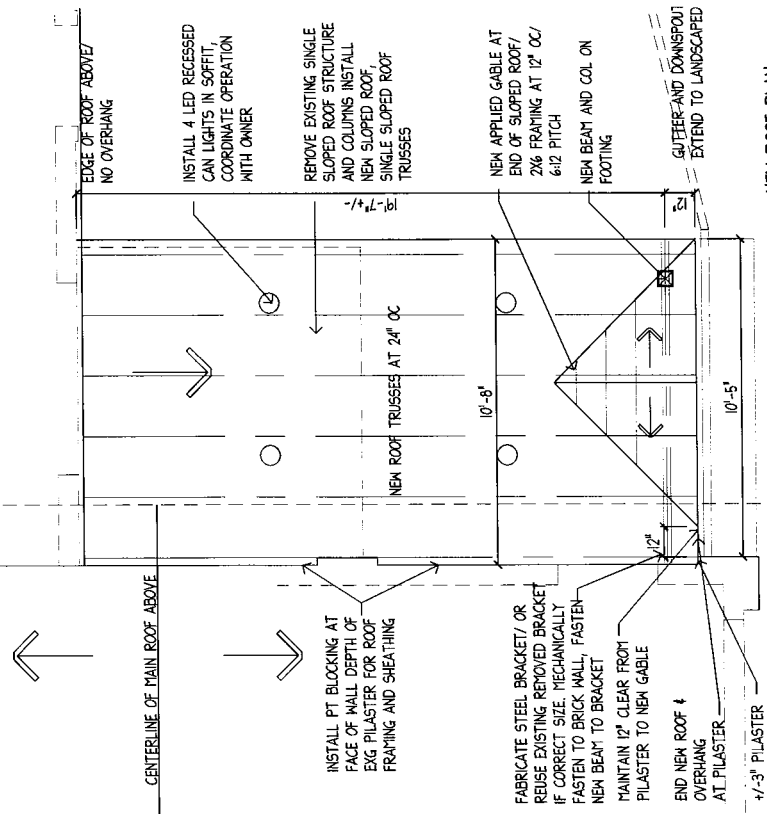 EDGE OF ROOF ABOVE/
NO OVERHANG
INSTALL 4 LED RECESSED
CAN LIGHTS IN SOFFIT,
COORDINATE OPERATION
WITH OWNER
REMOVE EXISTING SINGLE
SLOPED ROOF STRUCTURE
AND COLUMNS INSTALL
NEW SLOPED ROOF,
SINGLE SLOPED ROOF
TRUSSES
19'-7"+/-
NEW APPLIED GABLE AT
END OF SLOPED ROOF/
2X6 FRAMING AT 12" OC/
6:12 PITCH
NEW BEAM AND COL ON
FOOTING
12"
GUTTER AND DOWNSPOUT
EXTEND TO LANDSCAPED
NEW ROOF TRUSSES AT 24" OC
10'-8"
10'-5"
12"
CENTERLINE OF MAIN ROOF ABOVE
INSTALL PT BLOCKING AT
FACE OF WALL DEPTH OF
EXG PILASTER FOR ROOF
FRAMING AND SHEATHING
FABRICATE STEEL BRACKET/ OR
REUSE EXISTING REMOVED BRACKET
IF CORRECT SIZE. MECHANICALLY
FASTEN TO BRICK WALL, FASTEN
NEW BEAM TO BRACKET
MAINTAIN 12" CLEAR FROM
PILASTER TO NEW GABLE
END NEW ROOF &
OVERHANG
AT PILASTER
+/-3" PILASTER